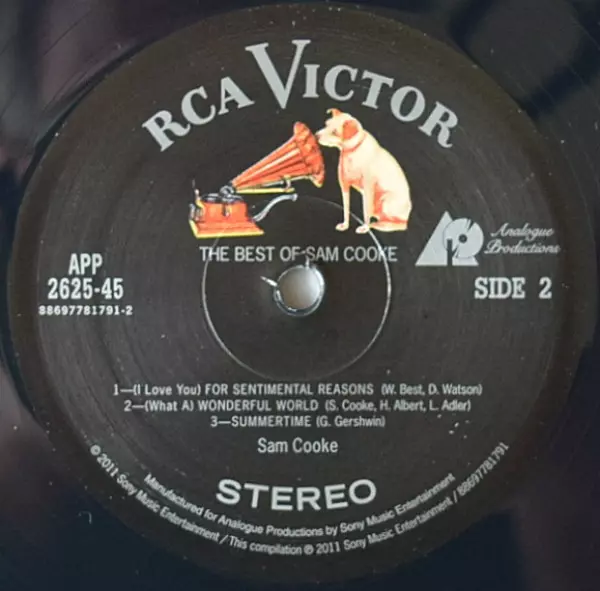 RCA VICTOR
THE BEST OF SAM COOKE
Analogue
Productions
APP
2625-45
88697781791-2
SIDE 2
1—(I Love You) FOR SENTIMENTAL REASONS (W. Best, D. Watson)
2—(What A) WONDERFUL WORLD (S. Cooke, H. Albert, L. Adler)
3—SUMMERTIME (G. Gershwin)
Sam Cooke
STEREO
Manufactured for Analogue Productions by Sony Music Entertainment
© 2011 Sony Music Entertainment / This compilation ℗ 2011 Sony Music Entertainment / 88697781791